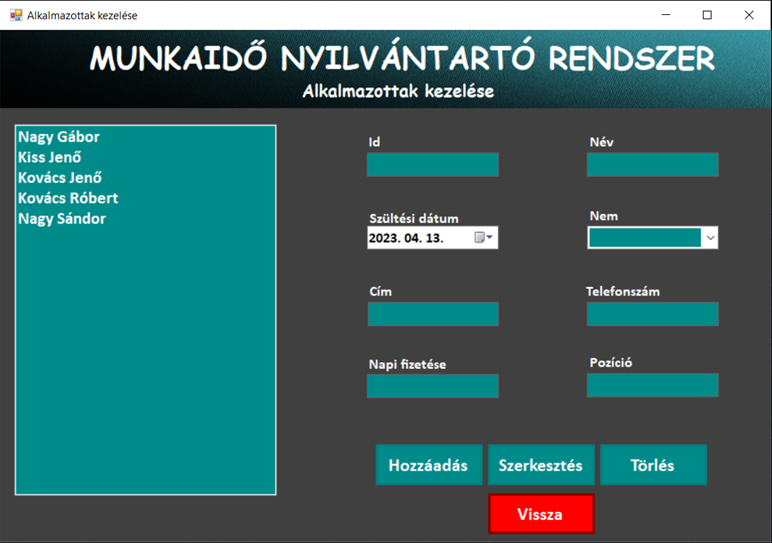 Alkalmazottak kezelése
MUNKAIDŐ NYILVÁNTARTÓ RENDSZER
Alkalmazottak kezelése
Nagy Gábor
Kiss Jenő
Kovács Jenő
Kovács Róbert
Nagy Sándor
Id
Név
Szültési dátum
Nem
2023. 04. 13.
Cím
Telefonszám
Napi fizetése
Pozíció
Hozzáadás
Szerkesztés
Törlés
Vissza